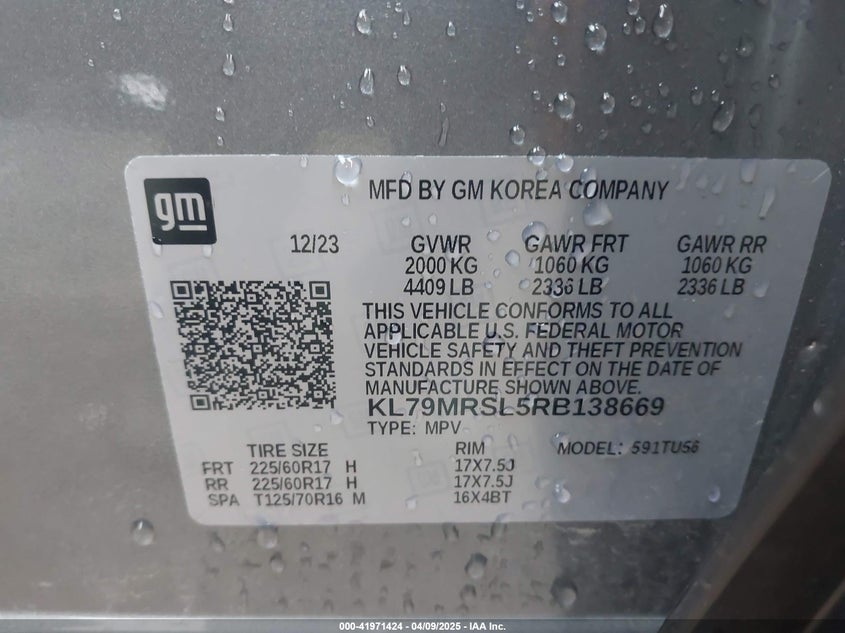 MFD BY GM KOREA COMPANY
gm
12/23 GVWR GAWR FRT GAWR RR
2000 KG 1060 KG 1060 KG
4409 LB 2336 LB 2336 LB
THIS VEHICLE CONFORMS TO ALL
APPLICABLE U.S. FEDERAL MOTOR
VEHICLE SAFETY AND THEFT PREVENTION
STANDARDS IN EFFECT ON THE DATE OF
MANUFACTURE SHOWN ABOVE.
KL79MRSL5RB138669
TYPE: MPV
TIRE SIZE RIM MODEL: 591TU56
FRT 225/60R17 H 17X7.5J
RR 225/60R17 H 17X7.5J
SPA T125/70R16 M 16X4BT
000-41971424 | 04/09/2025 - IAA Inc.